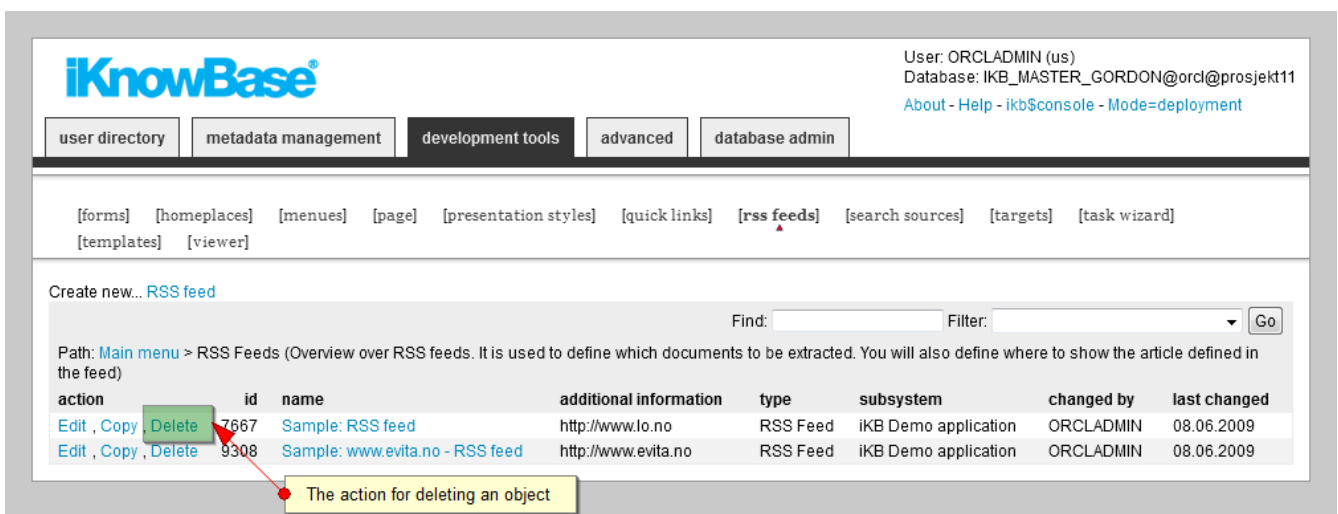 iKnowBase®
User: ORCLADMIN (us)
Database: IKB_MASTER_GORDON@orcl@prosjekt11
About - Help - ikb$console - Mode=deployment
user directory metadata management development tools advanced database admin
[forms] [homeplaces] [menues] [page] [presentation styles] [quick links] [rss feeds] [search sources] [targets] [task wizard]
[templates] [viewer]
Create new... RSS feed
Find: Filter: Go
Path: Main menu > RSS Feeds (Overview over RSS feeds. It is used to define which documents to be extracted. You will also define where to show the article defined in
the feed)
action id name additional information type subsystem changed by last changed
Edit , Copy , Delete 7667 Sample: RSS feed http://www.lo.no RSS Feed iKB Demo application ORCLADMIN 08.06.2009
Edit , Copy , Delete 9308 Sample: www.evita.no - RSS feed http://www.evita.no RSS Feed iKB Demo application ORCLADMIN 08.06.2009
The action for deleting an object